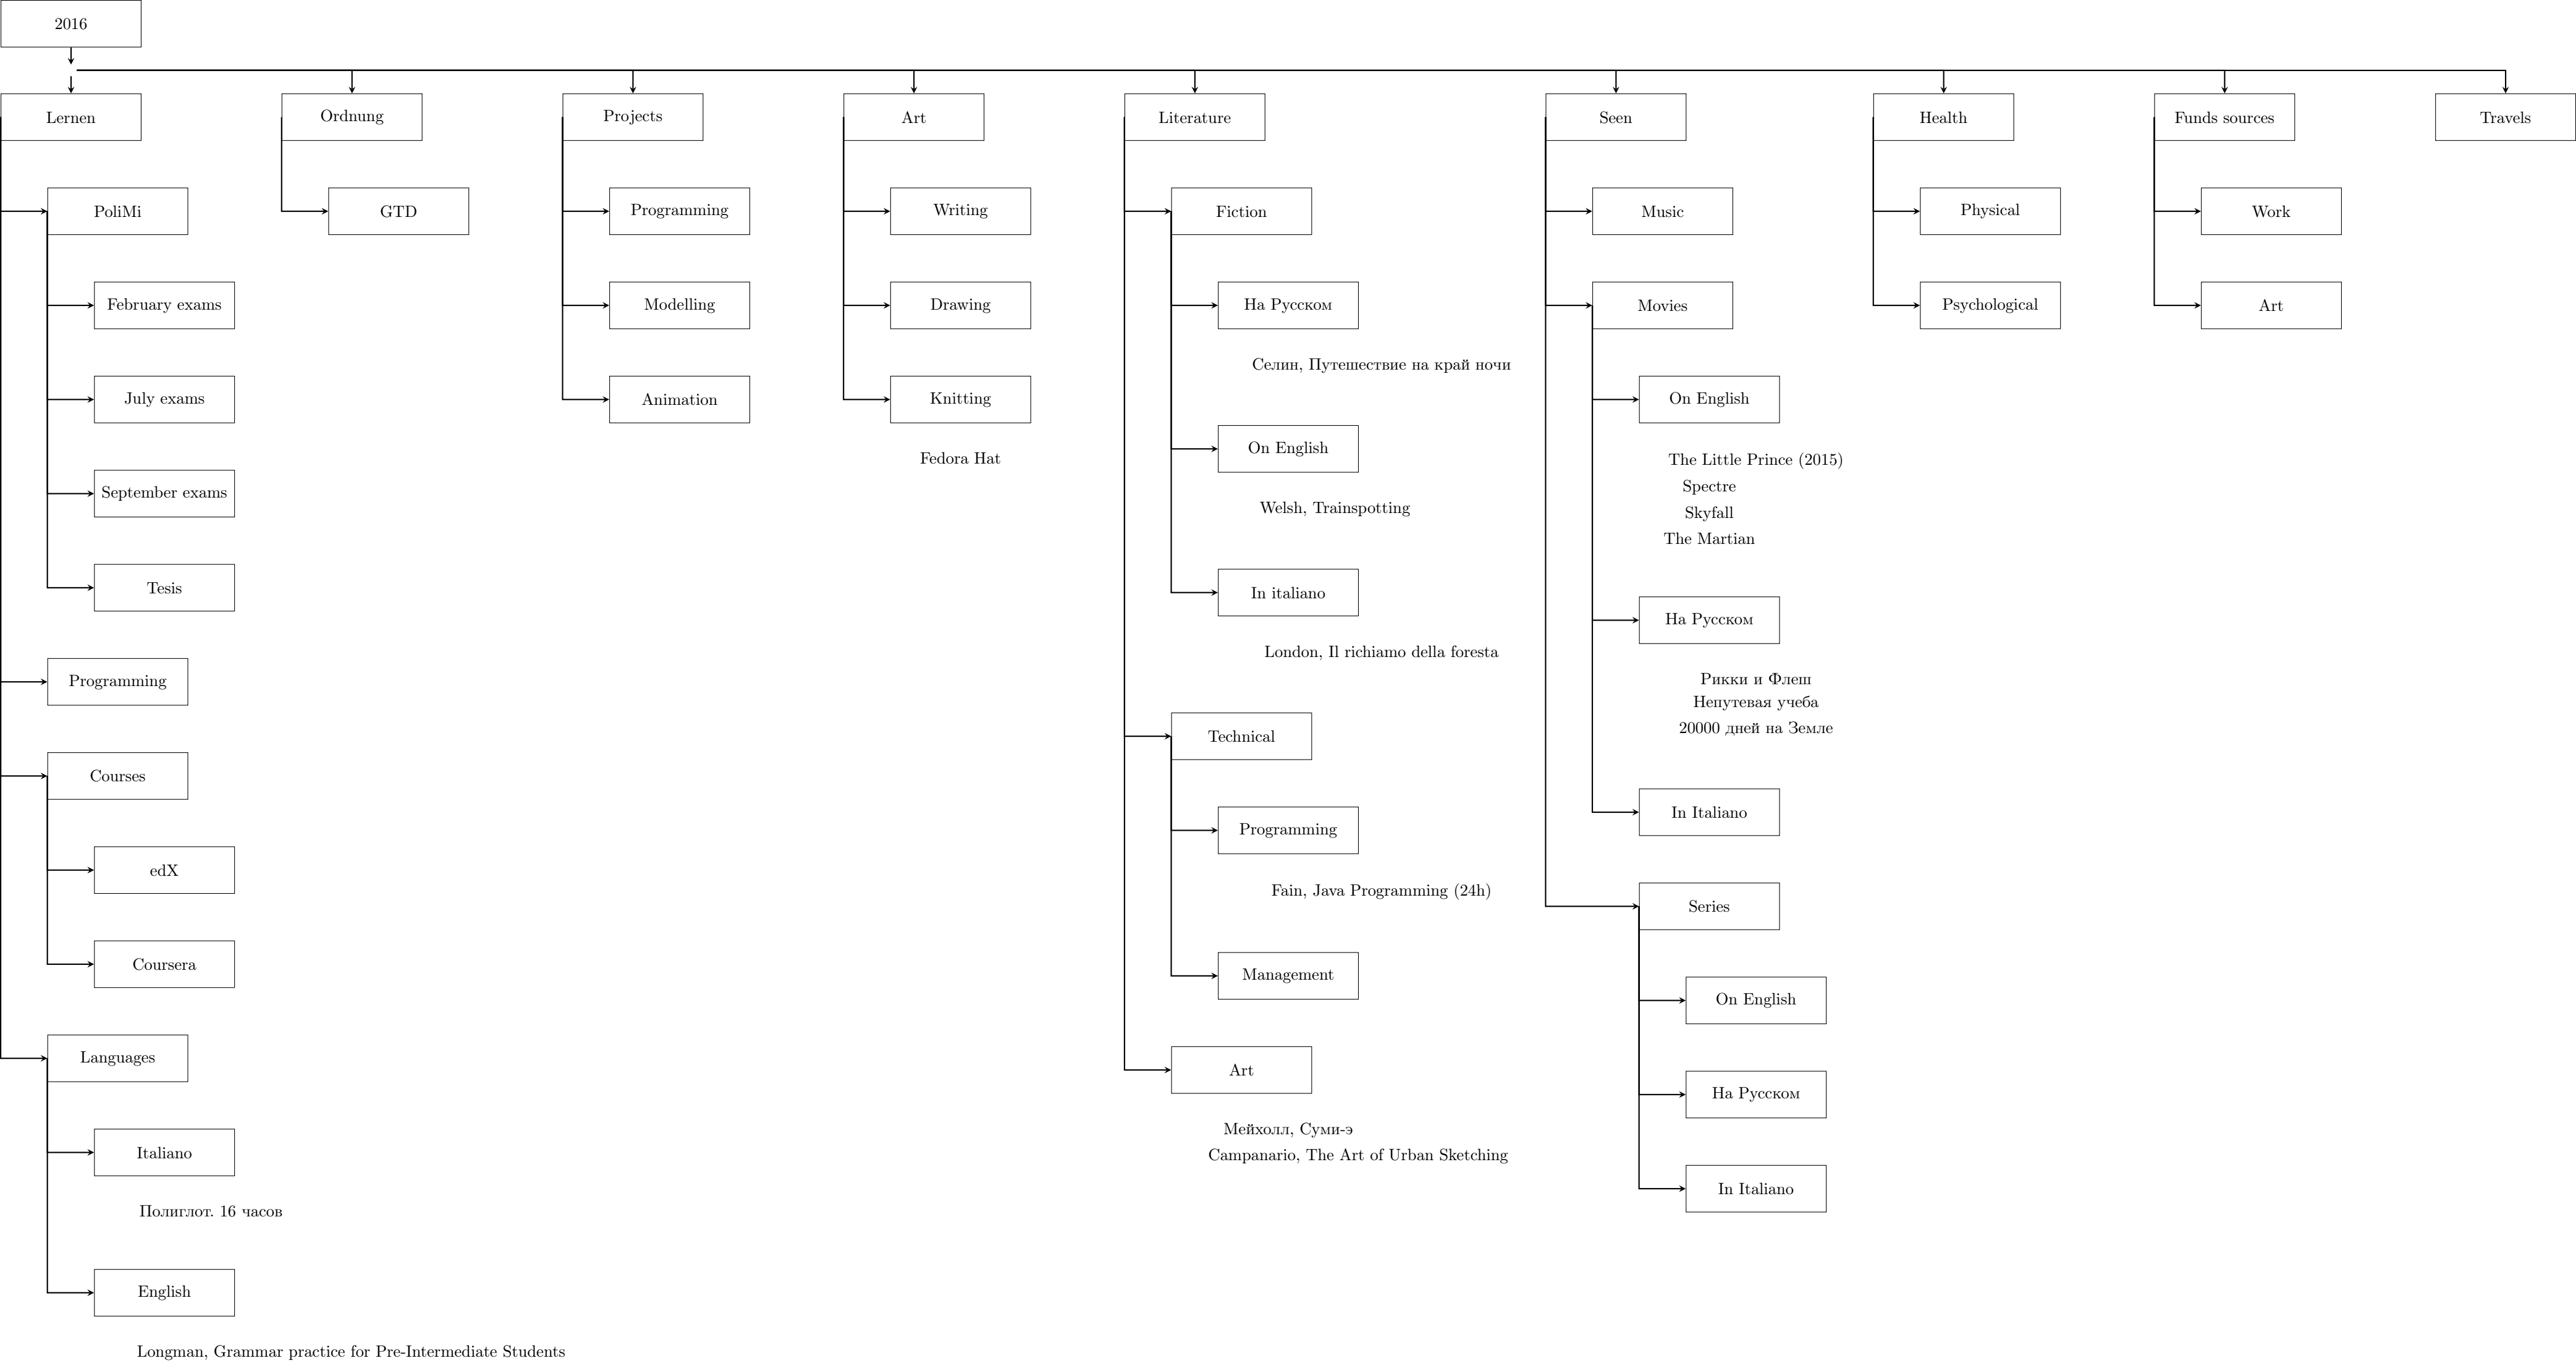 2016
Lernen
Ordnung
Projects
Art
Literature
Seen
Health
Funds sources
Travels
PoliMi
February exams
July exams
September exams
Tesis
Programming
Courses
edX
Coursera
Languages
Italiano
Полиглот. 16 часов
English
Longman, Grammar practice for Pre-Intermediate Students
GTD
Programming
Modelling
Animation
Writing
Drawing
Knitting
Fedora Hat
Fiction
На Русском
Селин, Путешествие на край ночи
On English
Welsh, Trainspotting
In italiano
London, Il richiamo della foresta
Technical
Programming
Fain, Java Programming (24h)
Management
Art
Мейхолл, Суми-э
Campanario, The Art of Urban Sketching
Music
Movies
On English
The Little Prince (2015)
Spectre
Skyfall
The Martian
На Русском
Рикки и Флеш
Непутевая учеба
20000 дней на Земле
In Italiano
Series
On English
На Русском
In Italiano
Physical
Psychological
Work
Art